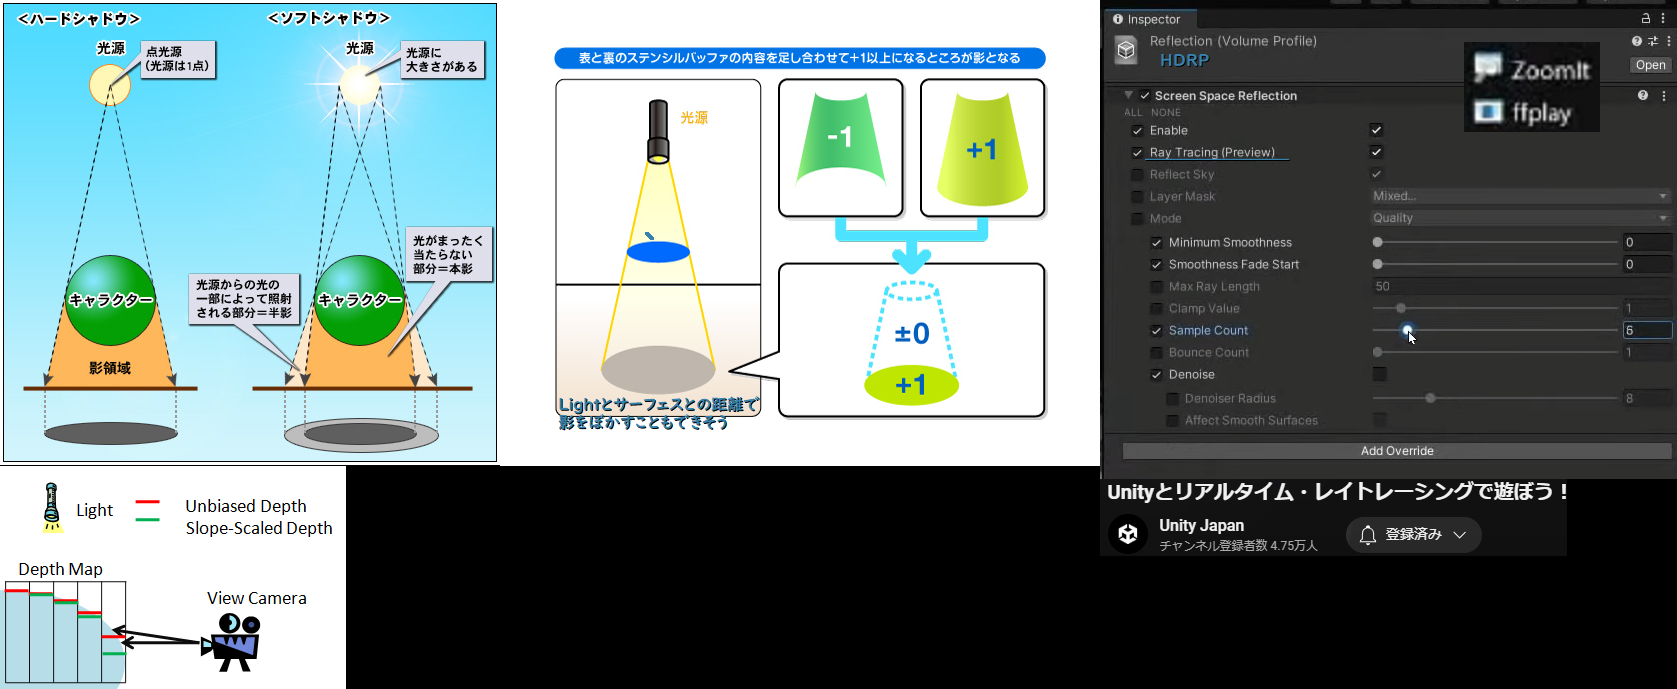 <ハードシャドウ>
光源
点光源
(光源は1点)
キャラクター
影領域
<ソフトシャドウ>
光源
光源に
大きさがある
光がまったく
当たらない
部分=本影
光源からの光の
一部によって照射
される部分=半影
キャラクター
表と裏のステンシルバッファの内容を足し合わせて+1以上になるところが影となる
光源
-1
+1
±0
+1
Lightとサーフェスとの距離で
影をぼかすこともできそう
Inspector
Reflection (Volume Profile)
HDRP
Open
ZoomIt
ffplay
Screen Space Reflection
ALL NONE
Enable
Ray Tracing (Preview)
Reflect Sky
Layer Mask Mixed...
Mode Quality
Minimum Smoothness 0
Smoothness Fade Start 0
Max Ray Length 50
Clamp Value 1
Sample Count 6
Bounce Count 1
Denoise
Denoiser Radius 8
Affect Smooth Surfaces
Add Override
Unityとリアルタイム・レイトレーシングで遊ぼう!
Unity Japan
チャンネル登録者数 4.75万人
登録済み
Light
Unbiased Depth
Slope-Scaled Depth
Depth Map
View Camera